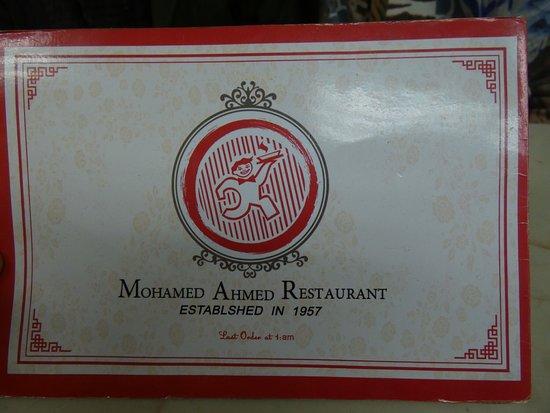 MOHAMED AHMED RESTAURANT
ESTABLSHED IN 1957
Last Order at 1:am